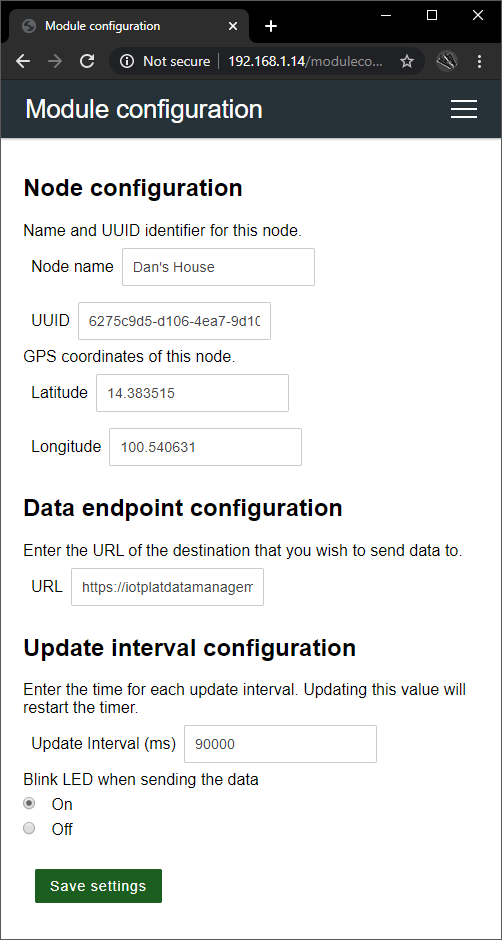 Module configuration
Not secure | 192.168.1.14/moduleco...
Module configuration
Node configuration
Name and UUID identifier for this node.
Node name Dan's House
UUID 6275c9d5-d106-4ea7-9d10
GPS coordinates of this node.
Latitude 14.383515
Longitude 100.540631
Data endpoint configuration
Enter the URL of the destination that you wish to send data to.
URL https://iotplatdatamanagem
Update interval configuration
Enter the time for each update interval. Updating this value will
restart the timer.
Update Interval (ms) 90000
Blink LED when sending the data
On
Off
Save settings